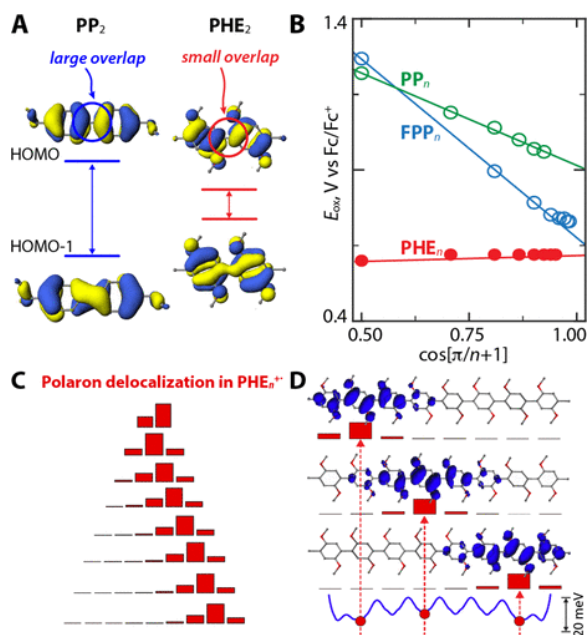 A
PP2
PHE2
large overlap
small overlap
HOMO
HOMO-1
B
1.4
0.4
Eox, V vs Fc/Fc+
PPn
FPPn
PHEn
0.50
0.75
1.00
cos[π/n+1]
C
Polaron delocalization in PHEn+·
D
20 meV